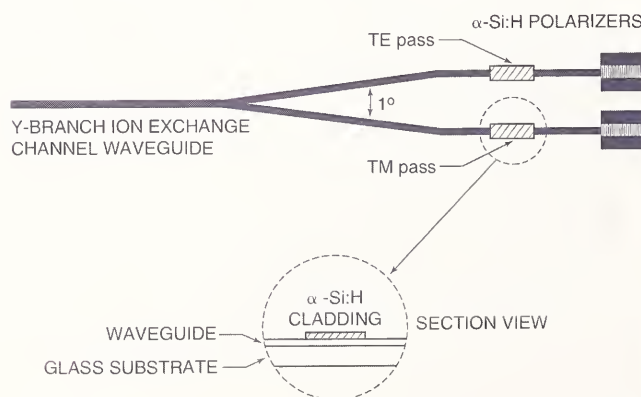 α-Si:H POLARIZERS
TE pass
1°
Y-BRANCH ION EXCHANGE
CHANNEL WAVEGUIDE
TM pass
α -Si:H
CLADDING
SECTION VIEW
WAVEGUIDE
GLASS SUBSTRATE